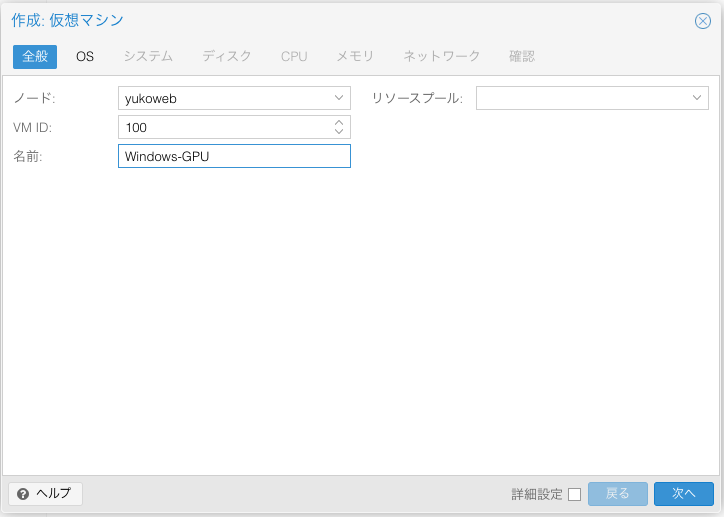 作成: 仮想マシン
全般 OS システム ディスク CPU メモリ ネットワーク 確認
ノード: yukoweb リソースプール:
VM ID: 100
名前: Windows-GPU
ヘルプ 詳細設定 戻る 次へ